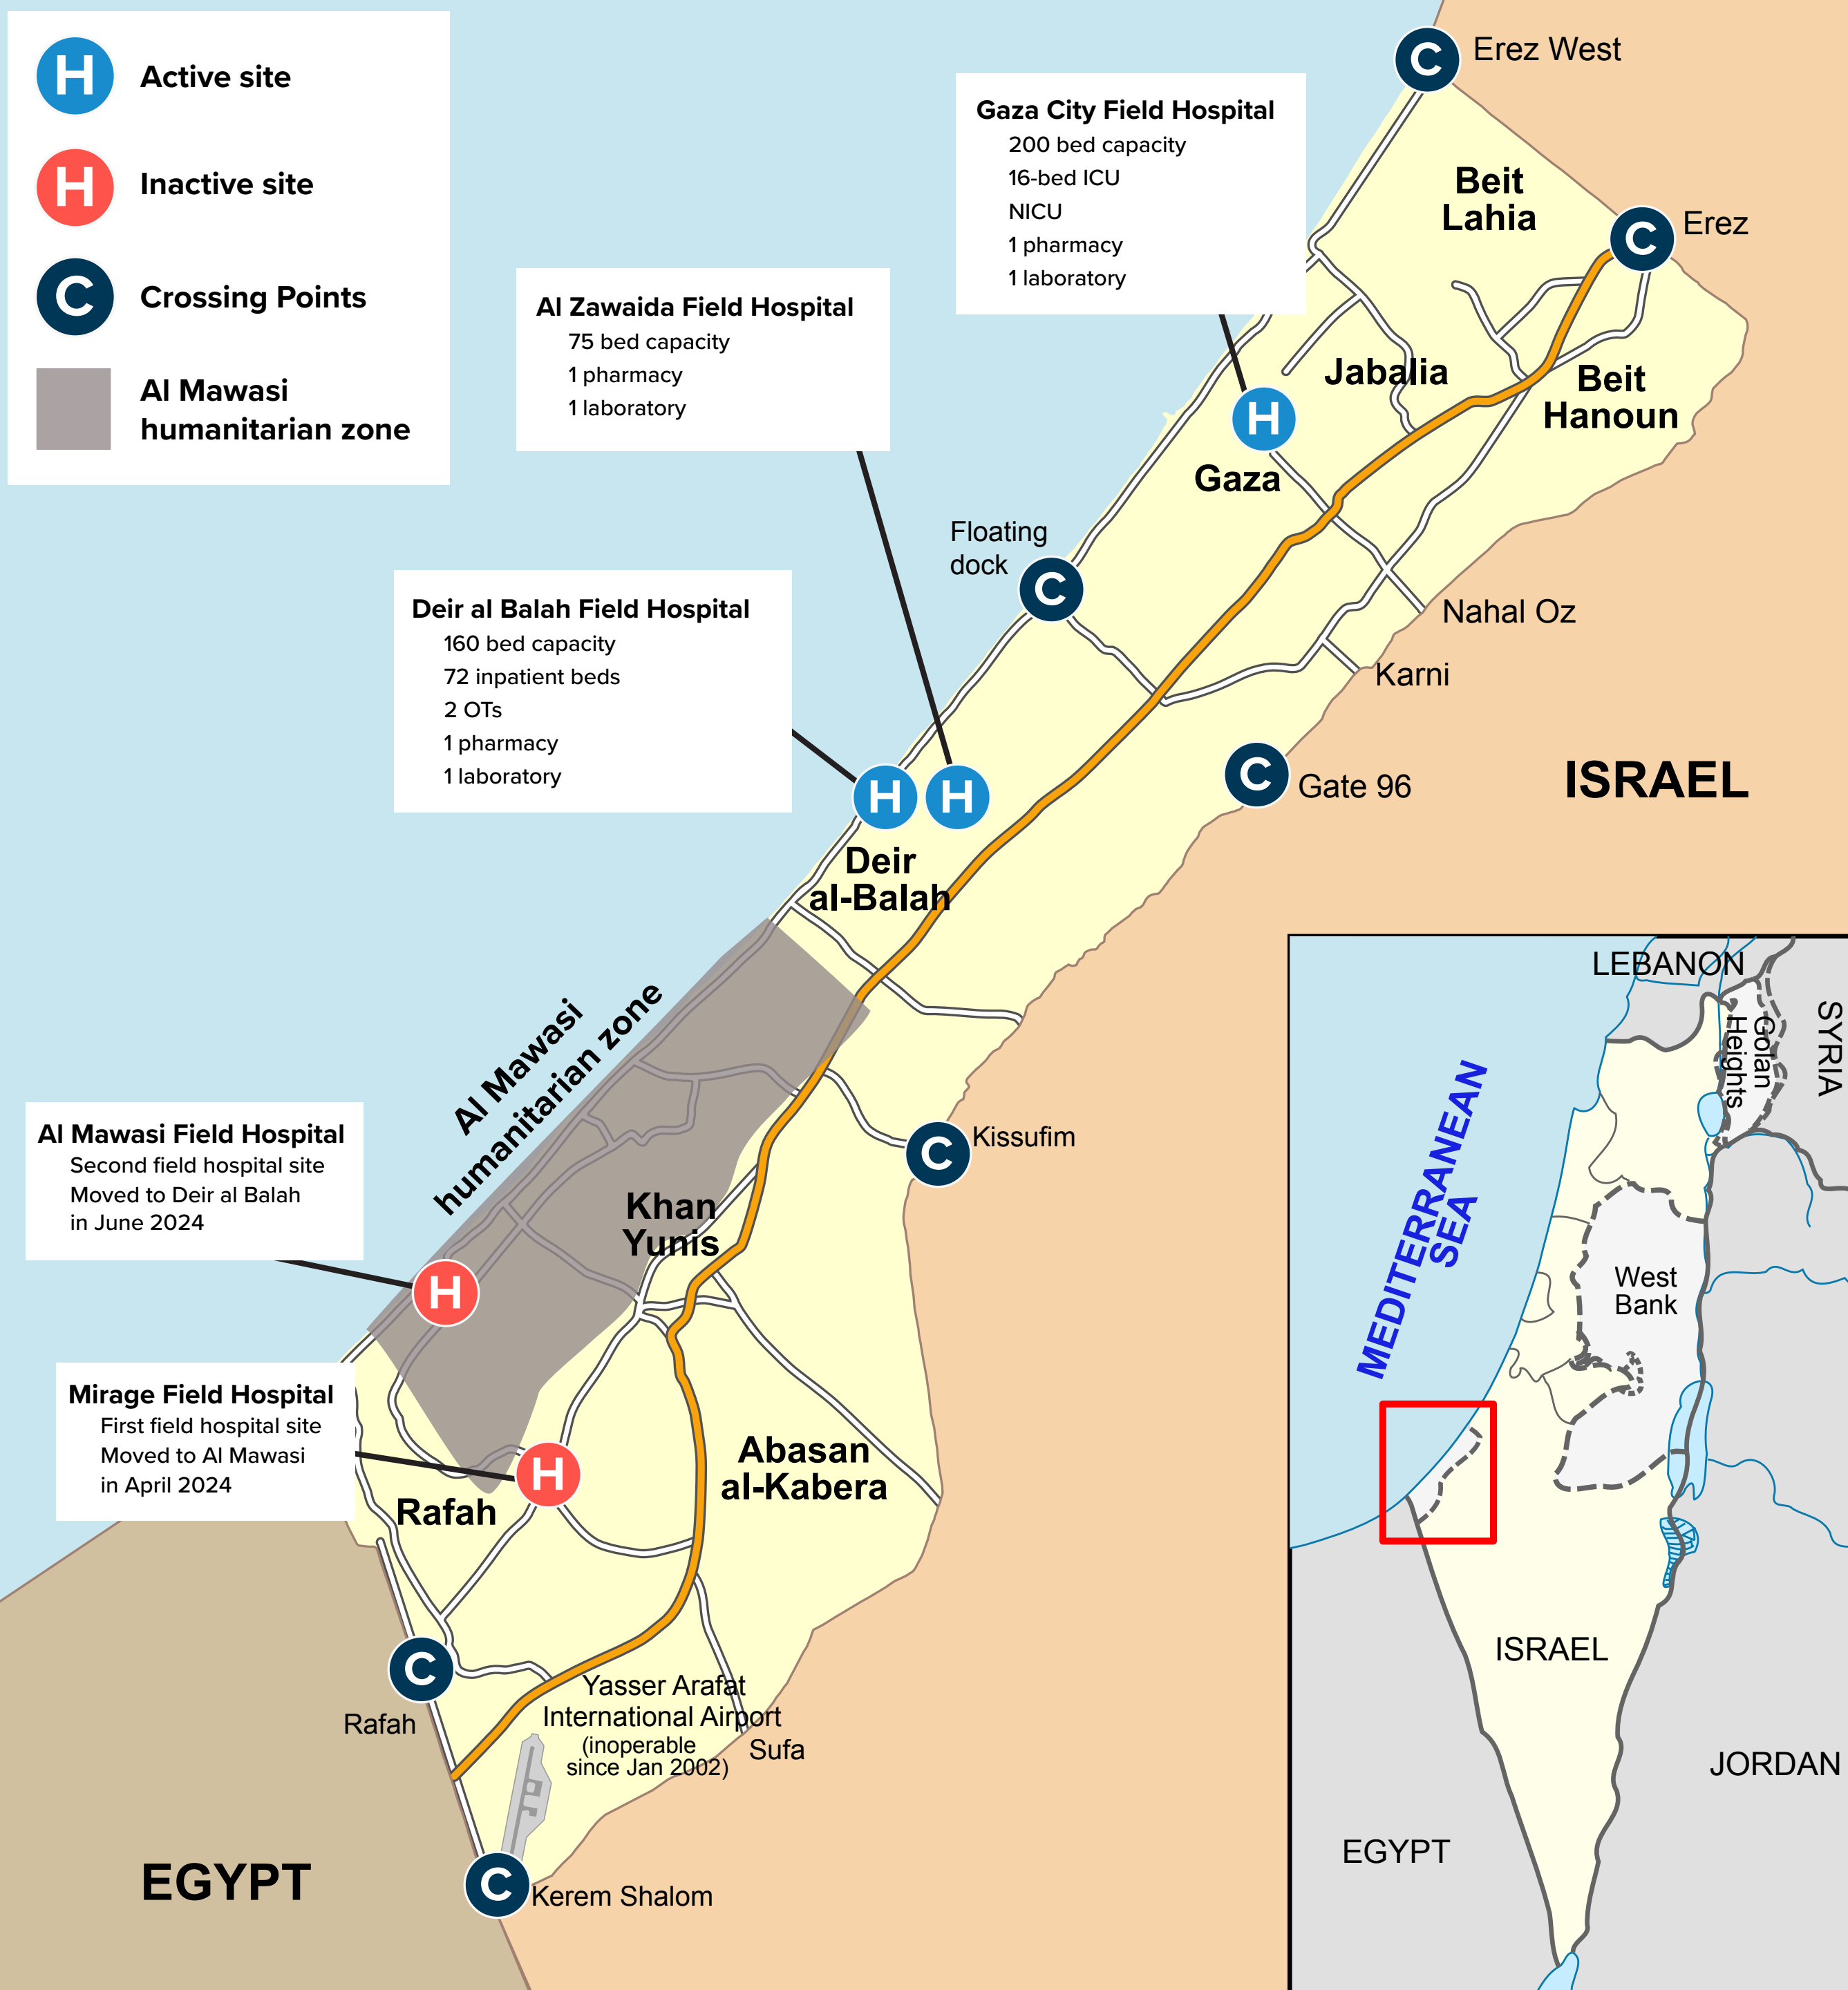 H
Active site
H
Inactive site
C
Crossing Points
Al Mawasi
humanitarian zone
Gaza City Field Hospital
200 bed capacity
16-bed ICU
NICU
1 pharmacy
1 laboratory
Al Zawaida Field Hospital
75 bed capacity
1 pharmacy
1 laboratory
Deir al Balah Field Hospital
160 bed capacity
72 inpatient beds
2 OTs
1 pharmacy
1 laboratory
Al Mawasi Field Hospital
Second field hospital site
Moved to Deir al Balah
in June 2024
Mirage Field Hospital
First field hospital site
Moved to Al Mawasi
in April 2024
C
Erez West
Beit
Lahia
C
Erez
Jabalia
Beit
Hanoun
H
Gaza
Floating
dock
C
Nahal Oz
Karni
C
Gate 96
ISRAEL
H
H
Deir
al-Balah
Al Mawasi
humanitarian zone
C
Kissufim
Khan
Yunis
H
H
Abasan
al-Kabera
Rafah
C
Rafah
Yasser Arafat
International Airport
(inoperable
since Jan 2002)
Sufa
EGYPT
C
Kerem Shalom
LEBANON
Golan
Heights
SYRIA
MEDITERRANEAN
SEA
West
Bank
ISRAEL
JORDAN
EGYPT